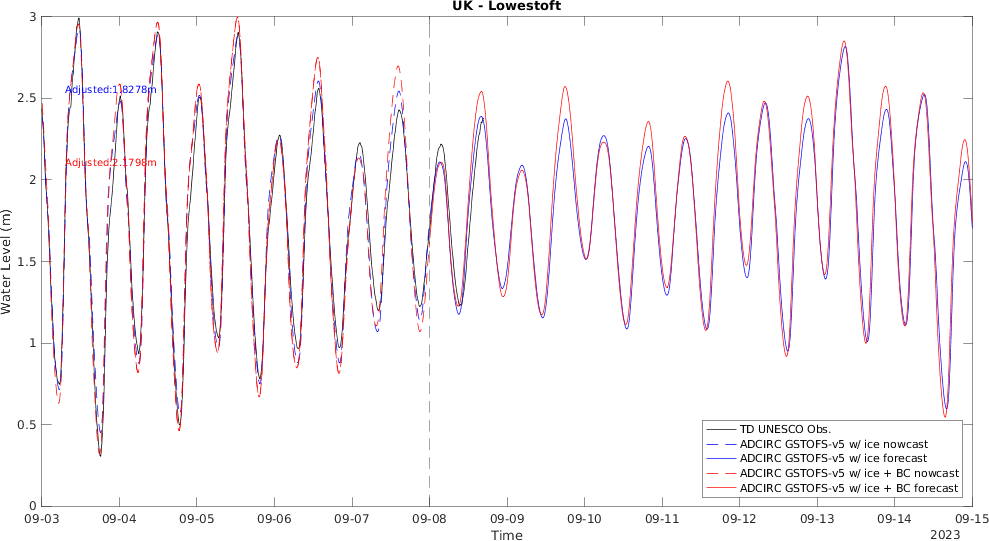 UK - Lowestoft
3
2.5
2
1.5
1
0.5
0
Water Level (m)
Adjusted:1.8278m
Adjusted:2.1798m
TD UNESCO Obs.
ADCIRC GSTOFS-v5 w/ ice nowcast
ADCIRC GSTOFS-v5 w/ ice forecast
ADCIRC GSTOFS-v5 w/ ice + BC nowcast
ADCIRC GSTOFS-v5 w/ ice + BC forecast
09-03 09-04 09-05 09-06 09-07 09-08 09-09 09-10 09-11 09-12 09-13 09-14 09-15
Time
2023